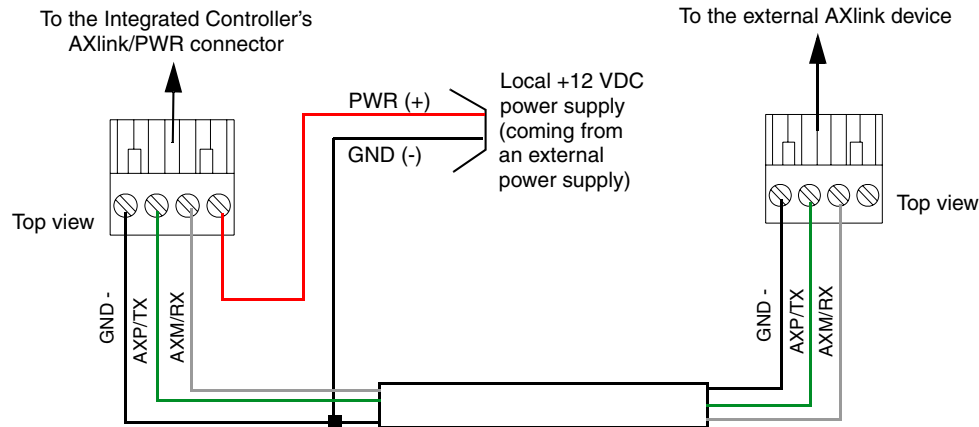 To the Integrated Controller's
AXlink/PWR connector
To the external AXlink device
PWR (+)
GND (-)
Local +12 VDC
power supply
(coming from
an external
power supply)
Top view
Top view
GND -
AXP/TX
AXM/RX
GND -
AXP/TX
AXM/RX